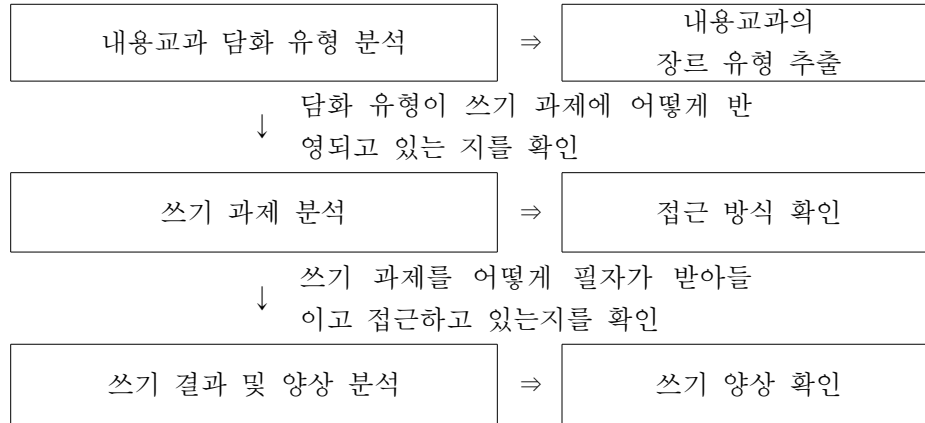 내용교과 담화 유형 분석 ⇒ 내용교과의
장르 유형 추출
↓ 담화 유형이 쓰기 과제에 어떻게 반
영되고 있는 지를 확인
쓰기 과제 분석 ⇒ 접근 방식 확인
↓ 쓰기 과제를 어떻게 필자가 받아들
이고 접근하고 있는지를 확인
쓰기 결과 및 양상 분석 ⇒ 쓰기 양상 확인